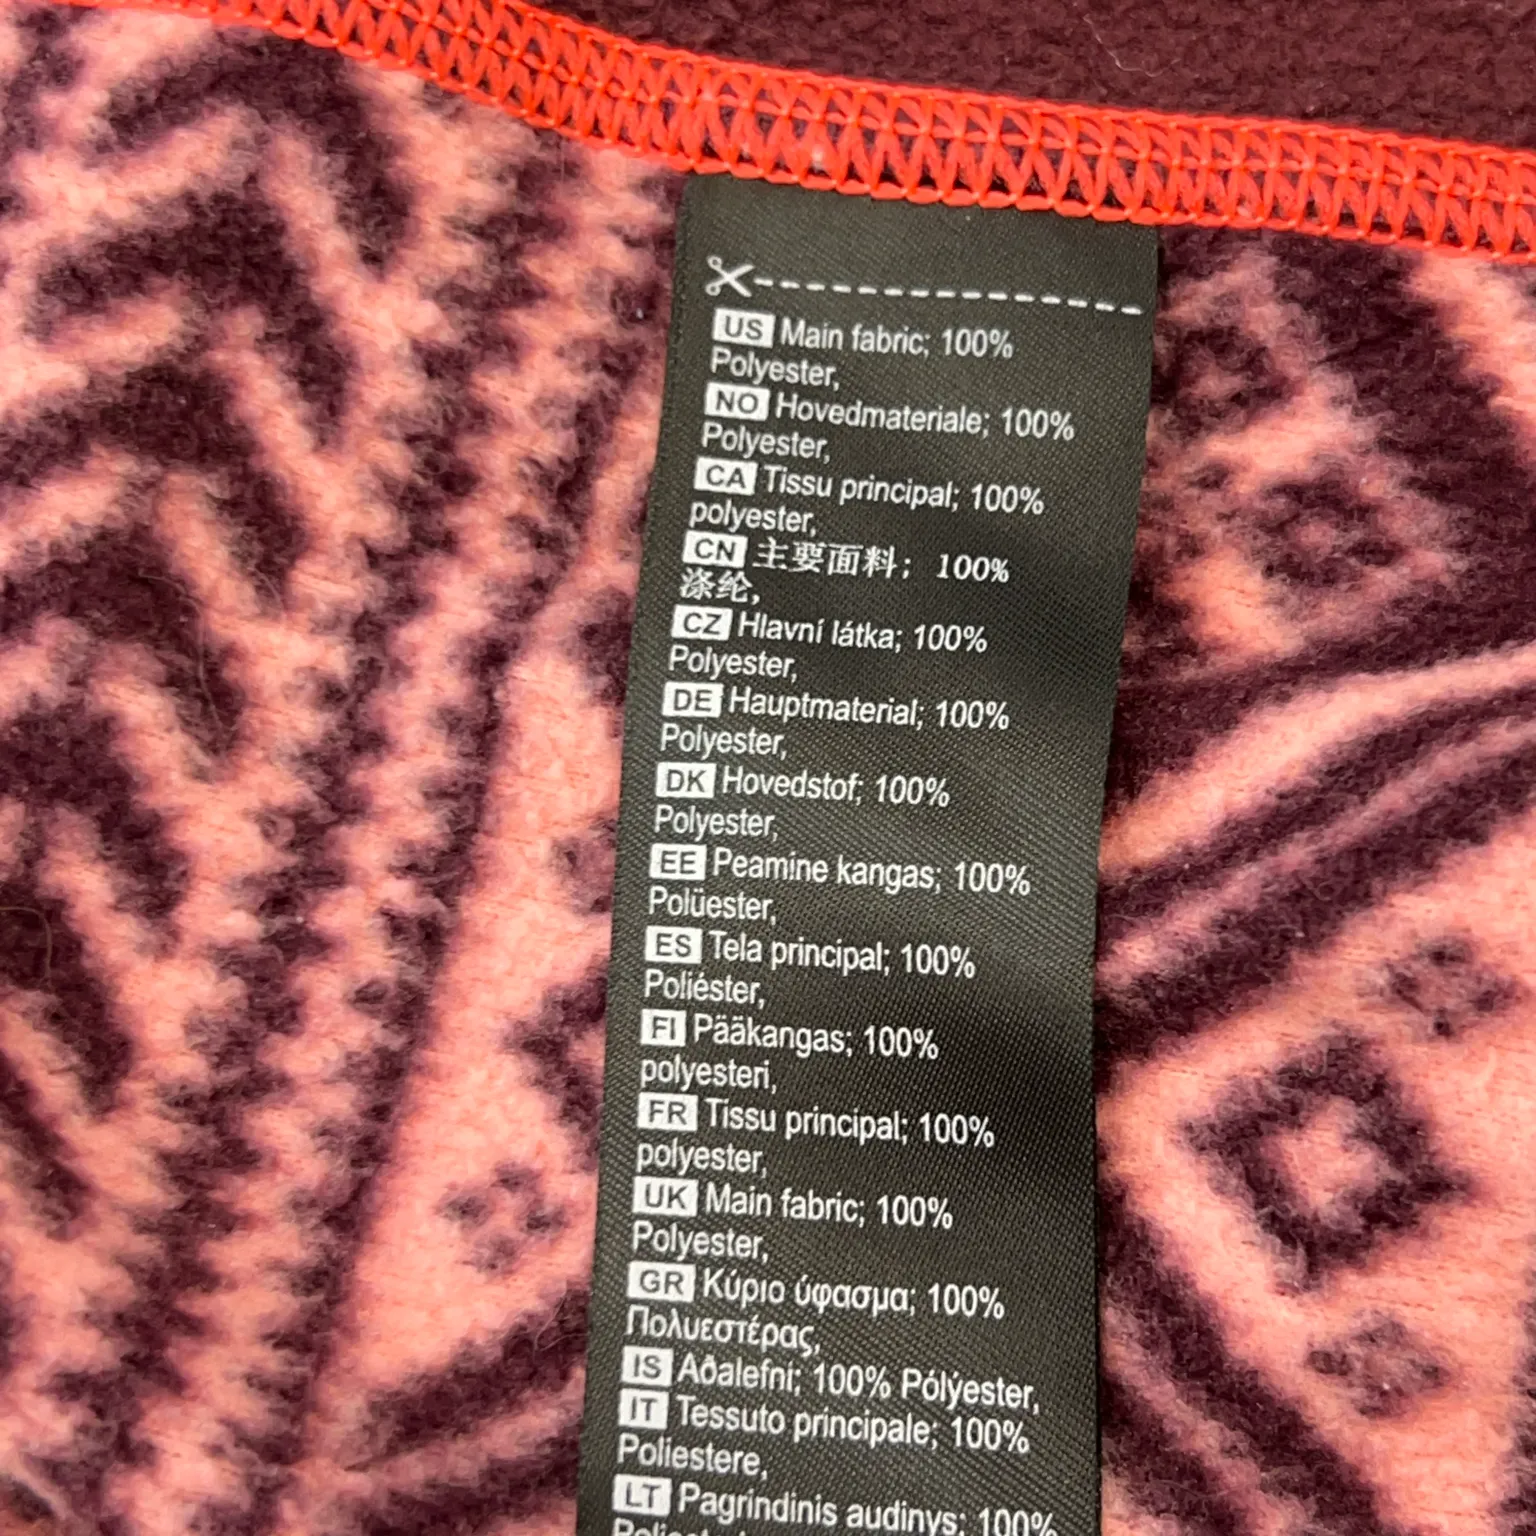 US Main fabric; 100%
Polyester,
NO Hovedmateriale; 100%
Polyester,
CA Tissu principal; 100%
polyester,
CN 主要面料; 100%
涤纶,
CZ Hlavní látka; 100%
Polyester,
DE Hauptmaterial; 100%
Polyester,
DK Hovedstof; 100%
Polyester,
EE Peamine kangas; 100%
Polüester,
ES Tela principal; 100%
Poliéster,
FI Pääkangas; 100%
polyesteri,
FR Tissu principal; 100%
polyester,
UK Main fabric; 100%
Polyester,
GR Κύριο ύφασμα; 100%
Πολυεστέρας,
IS Aðalefni; 100% Pólýester,
IT Tessuto principale; 100%
Poliestere,
LT Pagrindinis audinys; 100%